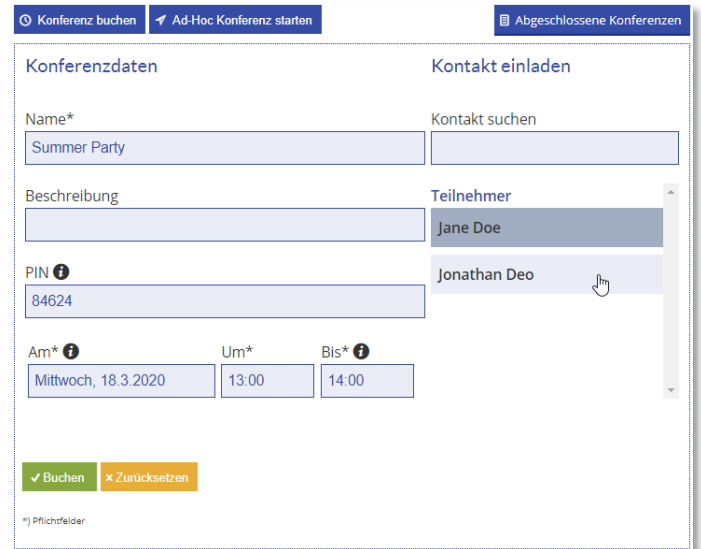 Konferenz buchen
Ad-Hoc Konferenz starten
Abgeschlossene Konferenzen
Konferenzdaten
Name*
Summer Party
Beschreibung
PIN
84624
Am* Um* Bis*
Mittwoch, 18.3.2020 13:00 14:00
Buchen
Zurücksetzen
*) Pflichtfelder
Kontakt einladen
Kontakt suchen
Teilnehmer
Jane Doe
Jonathan Deo